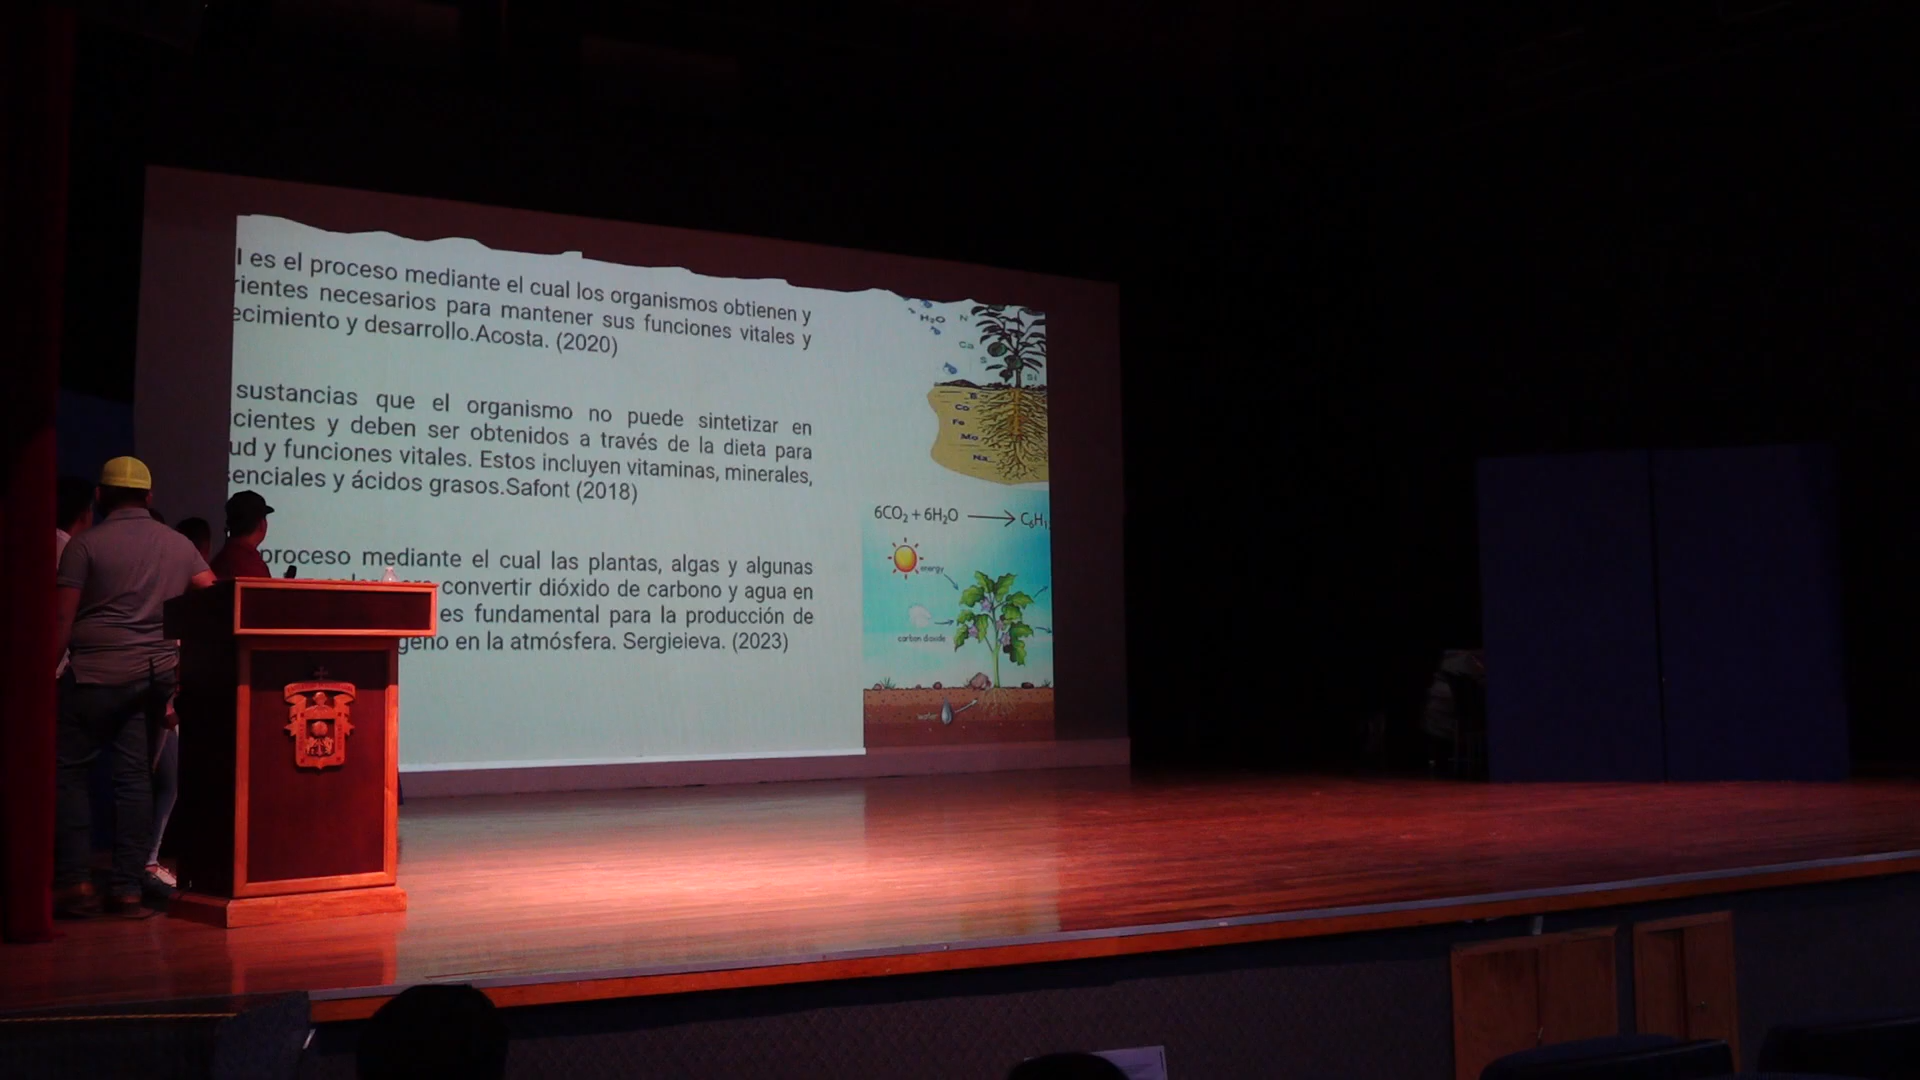 l es el proceso mediante el cual los organismos obtienen y
rientes necesarios para mantener sus funciones vitales y
ecimiento y desarrollo.Acosta. (2020)
sustancias que el organismo no puede sintetizar en
cientes y deben ser obtenidos a través de la dieta para
ud y funciones vitales. Estos incluyen vitaminas, minerales,
senciales y ácidos grasos.Safont (2018)
proceso mediante el cual las plantas, algas y algunas
convertir dióxido de carbono y agua en
es fundamental para la producción de
geno en la atmósfera. Sergieieva. (2023)
H₂O N
Ca
S
Si
B
Co
Fe
Mo
Na
6CO₂ + 6H₂O → C₆H₁
energy
carbon dioxide
water